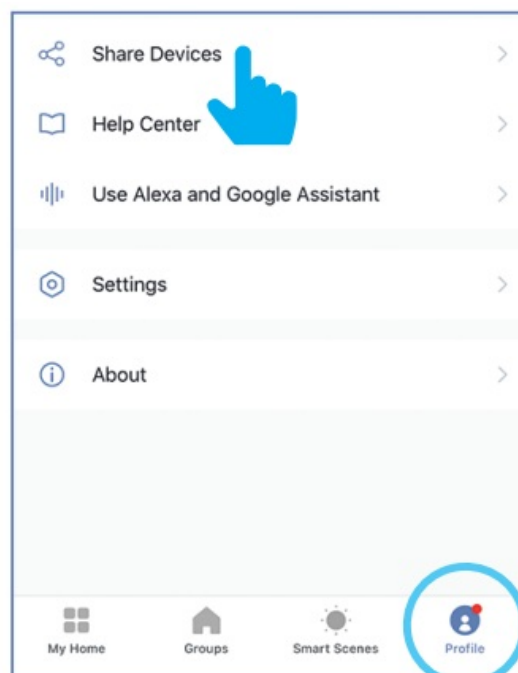 Share Devices
Help Center
Use Alexa and Google Assistant
Settings
About
My Home Groups Smart Scenes Profile